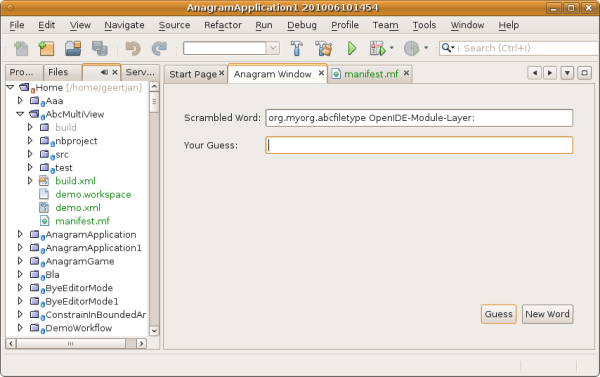 AnagramApplication1 201006101454
File Edit View Navigate Source Refactor Run Debug Profile Team Tools Window Help
Search (Ctrl+I)
Pro... Files Serv...
Start Page Anagram Window manifest.mf
Home [/home/geertjan]
Aaa
AbcMultiView
build
nbproject
src
test
build.xml
demo.workspace
demo.xml
manifest.mf
AnagramApplication
AnagramApplication1
AnagramGame
Bla
ByeEditorMode
ByeEditorMode1
ConstrainInBoundedAr
DemoWorkflow
Scrambled Word: org.myorg.abcfiletype OpenIDE-Module-Layer:
Your Guess:
Guess New Word